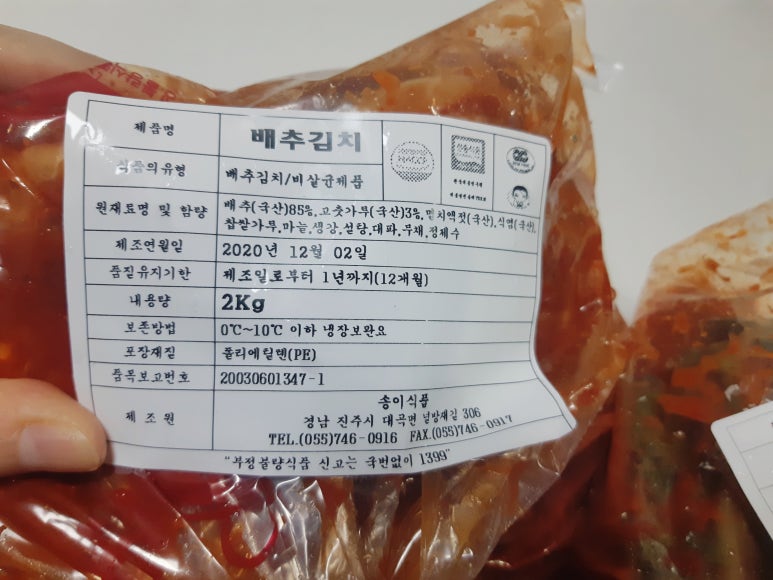 제품명 배추김치
HACCP
식품의유형 배추김치/비살균제품
원재료명 및 함량 배추(국산)85%,고춧가루(국산)3%,멸치액젓(국산),식염(국산),
찹쌀가루,마늘,생강,설탕,대파,무채,정제수
제조연월일 2020년 12월 02일
품질유지기한 제조일로부터 1년까지(12개월)
내용량 2Kg
보존방법 0℃~10℃ 이하 냉장보완요
포장재질 폴리에틸렌(PE)
품목보고번호 20030601347-1
제조원 송이식품
경남 진주시 대곡면 널방재길 306
TEL.(055)746-0916 FAX.(055)746-0917
"부정불량식품 신고는 국번없이 1399"